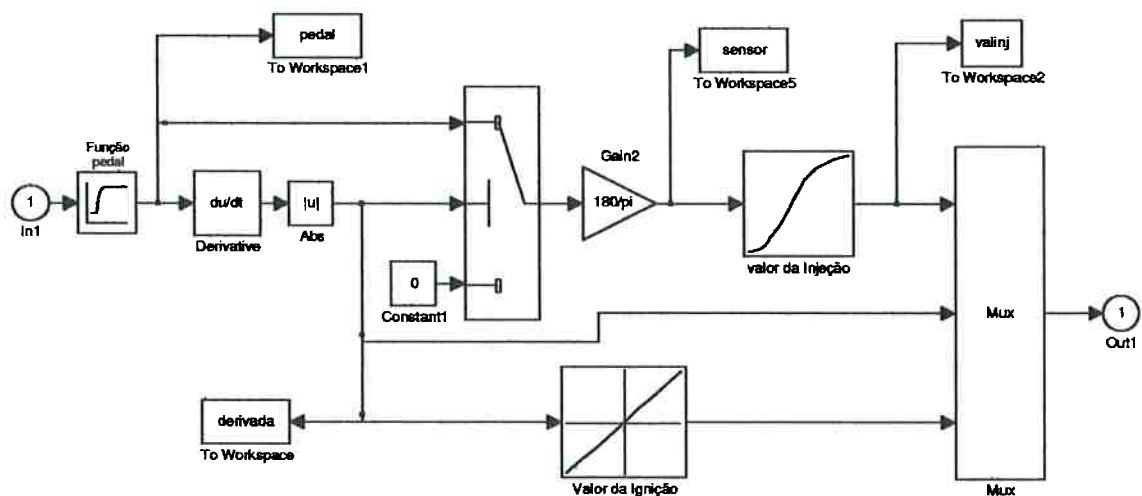 pedal
To Workspace1
sensor
To Workspace5
valinj
To Workspace2
Função
pedal
Gain2
1
In1
du/dt
Derivative
|u|
Abs
180/pi
valor da Injeção
0
Constant1
Mux
1
Out1
derivada
To Workspace
Valor da Ignição
Mux